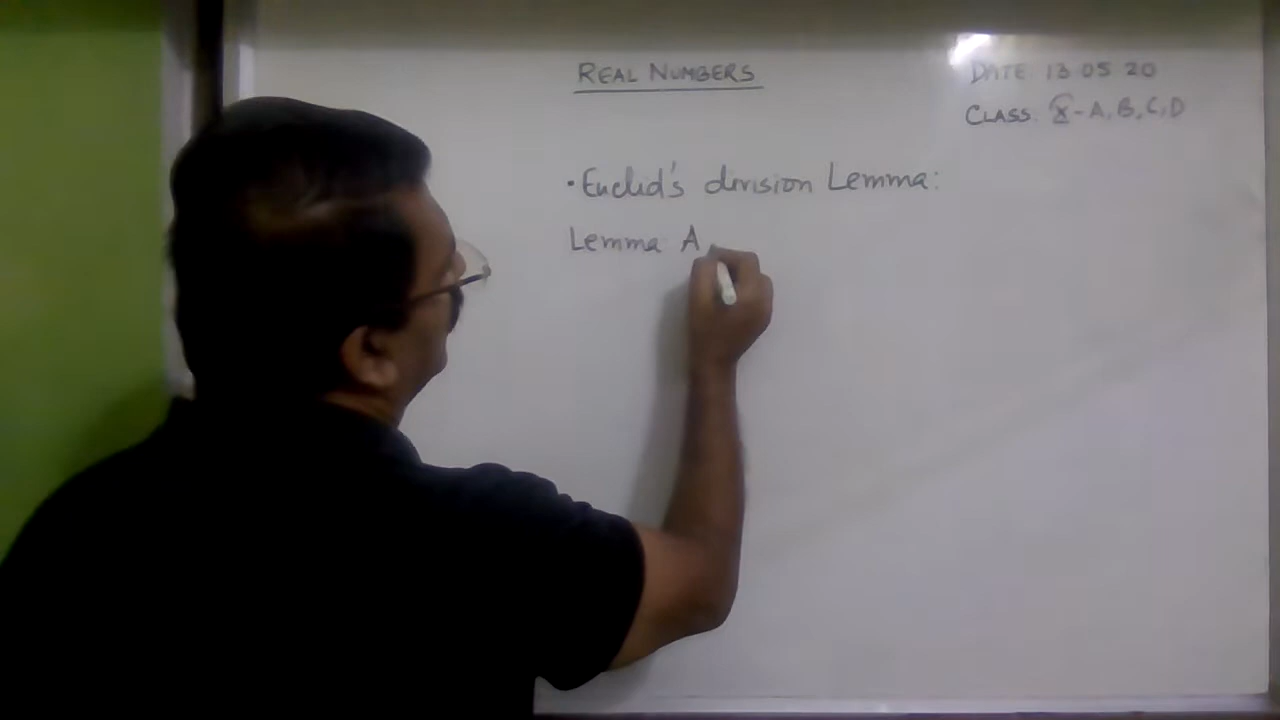 REAL NUMBERS
DATE: 13 05 20
CLASS: X - A, B, C, D
• Euclid's division Lemma:
Lemma: A